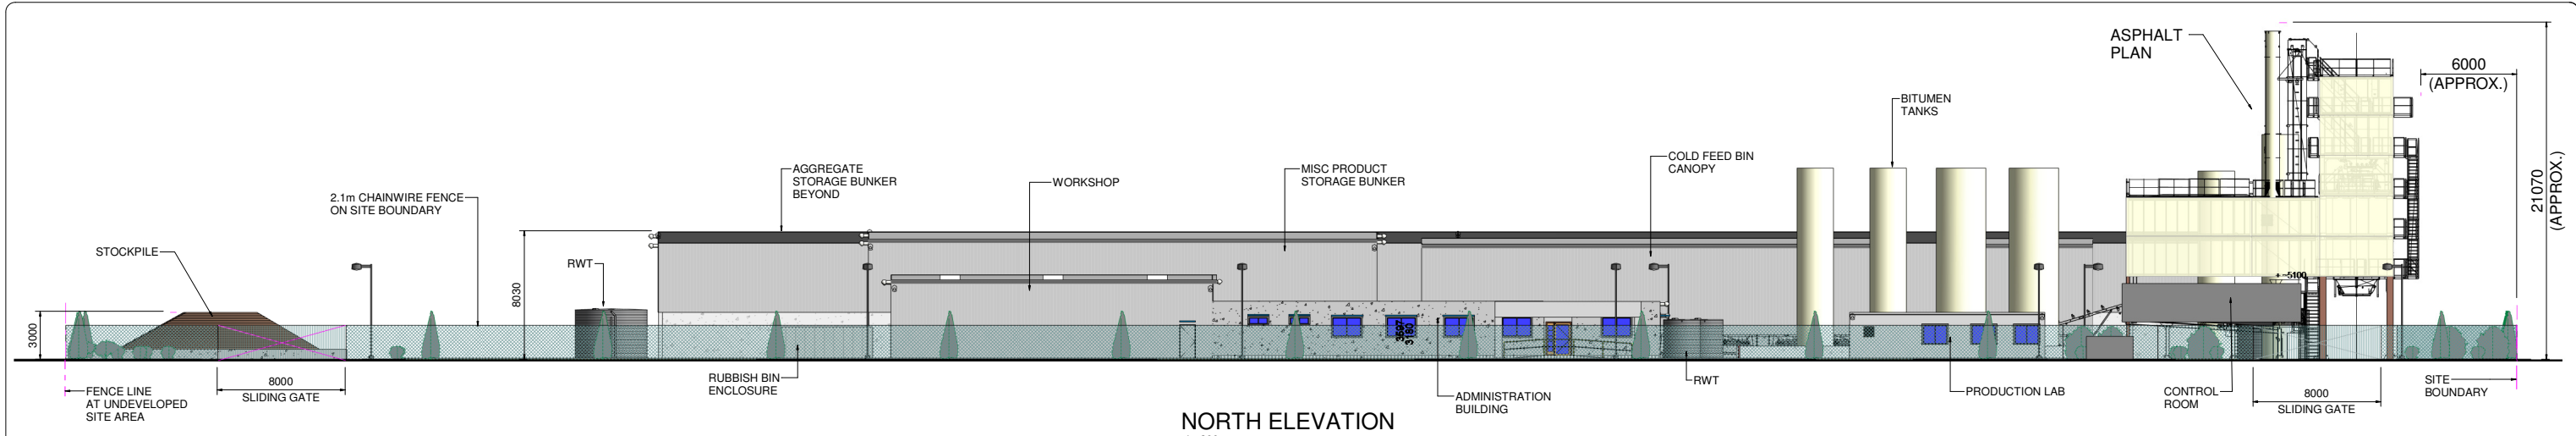 ASPHALT
PLAN
6000
(APPROX.)
21070
(APPROX.)
BITUMEN
TANKS
COLD FEED BIN
CANOPY
MISC PRODUCT
STORAGE BUNKER
AGGREGATE
STORAGE BUNKER
BEYOND
WORKSHOP
2.1m CHAINWIRE FENCE
ON SITE BOUNDARY
STOCKPILE
RWT
8030
3000
~5100
3597
3180
FENCE LINE
AT UNDEVELOPED
SITE AREA
8000
SLIDING GATE
RUBBISH BIN
ENCLOSURE
ADMINISTRATION
BUILDING
RWT
PRODUCTION LAB
CONTROL
ROOM
8000
SLIDING GATE
SITE
BOUNDARY
NORTH ELEVATION